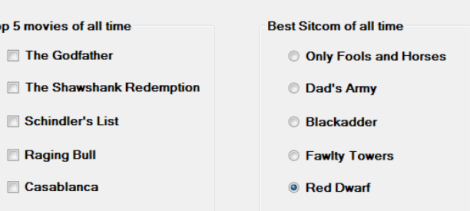 p 5 movies of all time
The Godfather
The Shawshank Redemption
Schindler's List
Raging Bull
Casablanca
Best Sitcom of all time
Only Fools and Horses
Dad's Army
Blackadder
Fawlty Towers
Red Dwarf